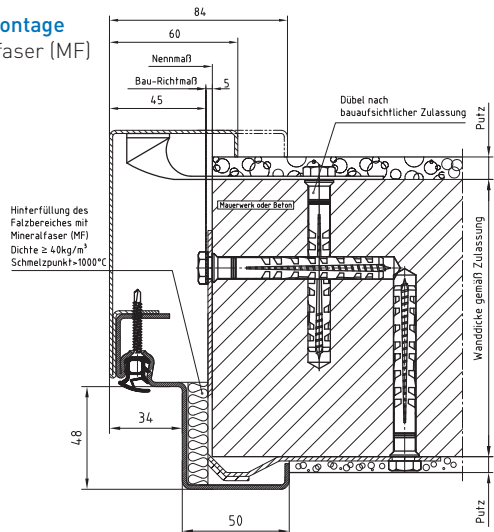 ontage
faser (MF)
84
60
Nennmaß
Bau-Richtmaß
5
45
Dübel nach
bauaufsichtlicher Zulassung
Putz
Mauerwerk oder Beton
Hinterfüllung des
Falzbereiches mit
Mineralfaser (MF)
Dichte ≥ 40kg/m³
Schmelzpunkt>1000°C
Wanddicke gemäß Zulassung
34
48
50
Putz